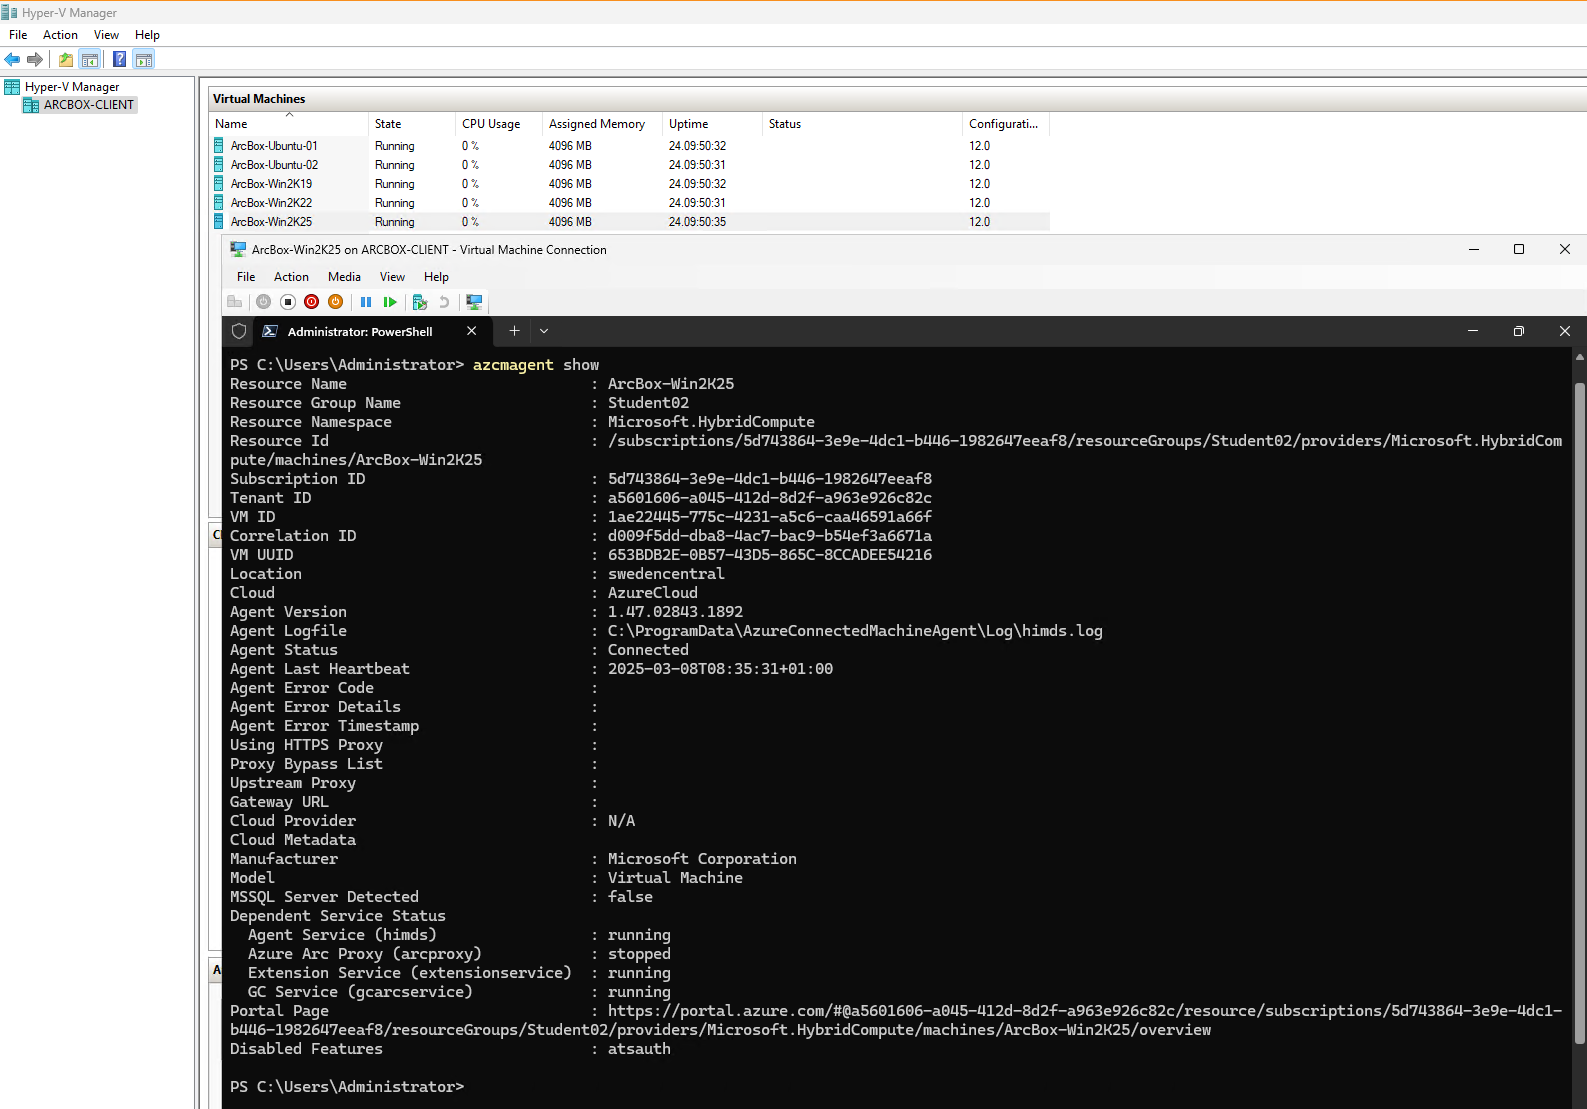 Hyper-V Manager
File Action View Help
Hyper-V Manager
ARCBOX-CLIENT
Virtual Machines
Name State CPU Usage Assigned Memory Uptime Status Configurati...
ArcBox-Ubuntu-01 Running 0 % 4096 MB 24.09:50:32 12.0
ArcBox-Ubuntu-02 Running 0 % 4096 MB 24.09:50:31 12.0
ArcBox-Win2K19 Running 0 % 4096 MB 24.09:50:32 12.0
ArcBox-Win2K22 Running 0 % 4096 MB 24.09:50:31 12.0
ArcBox-Win2K25 Running 0 % 4096 MB 24.09:50:35 12.0
ArcBox-Win2K25 on ARCBOX-CLIENT - Virtual Machine Connection
File Action Media View Help
Administrator: PowerShell
PS C:\Users\Administrator> azcmagent show
Resource Name : ArcBox-Win2K25
Resource Group Name : Student02
Resource Namespace : Microsoft.HybridCompute
Resource Id : /subscriptions/5d743864-3e9e-4dc1-b446-1982647eeaf8/resourceGroups/Student02/providers/Microsoft.HybridCom
pute/machines/ArcBox-Win2K25
Subscription ID : 5d743864-3e9e-4dc1-b446-1982647eeaf8
Tenant ID : a5601606-a045-412d-8d2f-a963e926c82c
VM ID : 1ae22445-775c-4231-a5c6-caa46591a66f
Correlation ID : d009f5dd-dba8-4ac7-bac9-b54ef3a6671a
VM UUID : 653BDB2E-0B57-43D5-865C-8CCADEE54216
Location : swedencentral
Cloud : AzureCloud
Agent Version : 1.47.02843.1892
Agent Logfile : C:\ProgramData\AzureConnectedMachineAgent\Log\himds.log
Agent Status : Connected
Agent Last Heartbeat : 2025-03-08T08:35:31+01:00
Agent Error Code :
Agent Error Details :
Agent Error Timestamp :
Using HTTPS Proxy :
Proxy Bypass List :
Upstream Proxy :
Gateway URL :
Cloud Provider : N/A
Cloud Metadata
Manufacturer : Microsoft Corporation
Model : Virtual Machine
MSSQL Server Detected : false
Dependent Service Status
Agent Service (himds) : running
Azure Arc Proxy (arcproxy) : stopped
Extension Service (extensionservice) : running
GC Service (gcarcservice) : running
Portal Page : https://portal.azure.com/#@a5601606-a045-412d-8d2f-a963e926c82c/resource/subscriptions/5d743864-3e9e-4dc1-
b446-1982647eeaf8/resourceGroups/Student02/providers/Microsoft.HybridCompute/machines/ArcBox-Win2K25/overview
Disabled Features : atsauth
PS C:\Users\Administrator>